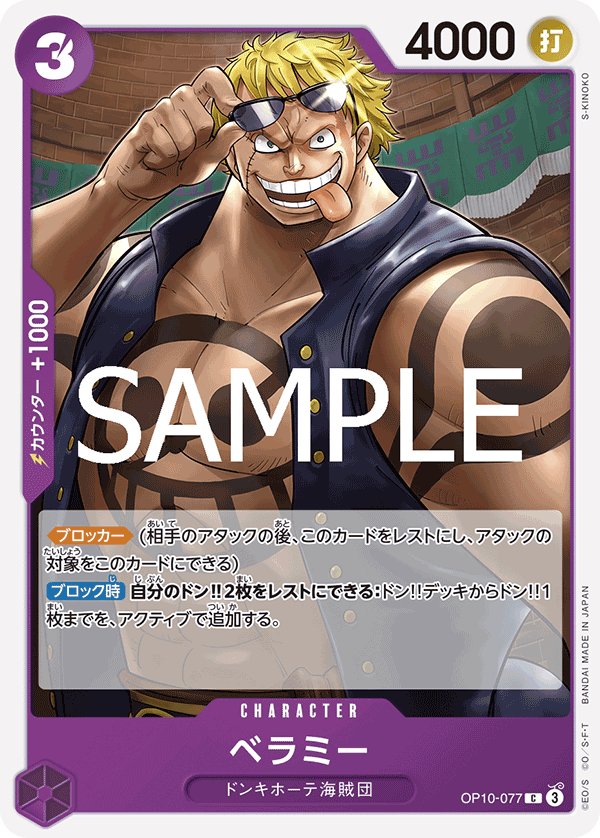 3
4000
打
S-KINOKO
カウンター +1000
SAMPLE
ブロッカー (相手のアタックの後、このカードをレストにし、アタックの
対象をこのカードにできる)
ブロック時 自分のドン!!2枚をレストにできる:ドン!!デッキからドン!!1
枚までを、アクティブで追加する。
CHARACTER
ベラミー
ドンキホーテ海賊団
OP10-077 C 3
©E.O/S ©O/S・F・T BANDAI MADE IN JAPAN